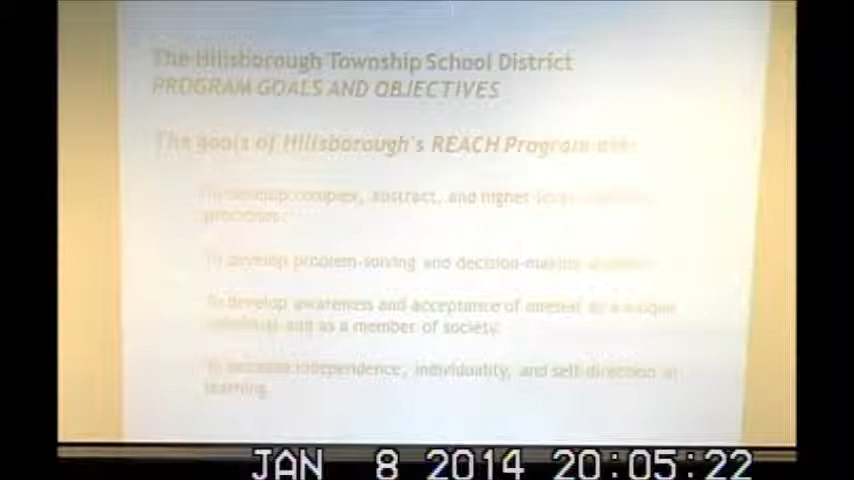 The Hillsborough Township School District
PROGRAM GOALS AND OBJECTIVES
The goals of Hillsborough's REACH Program are:
To develop complex, abstract, and higher level
processes.
To develop problem-solving and decision-making
To develop awareness and acceptance of oneself as a unique
individual and as a member of society.
To increase independence, individuality, and self-direction in
learning.
JAN 8 2014 20:05:22